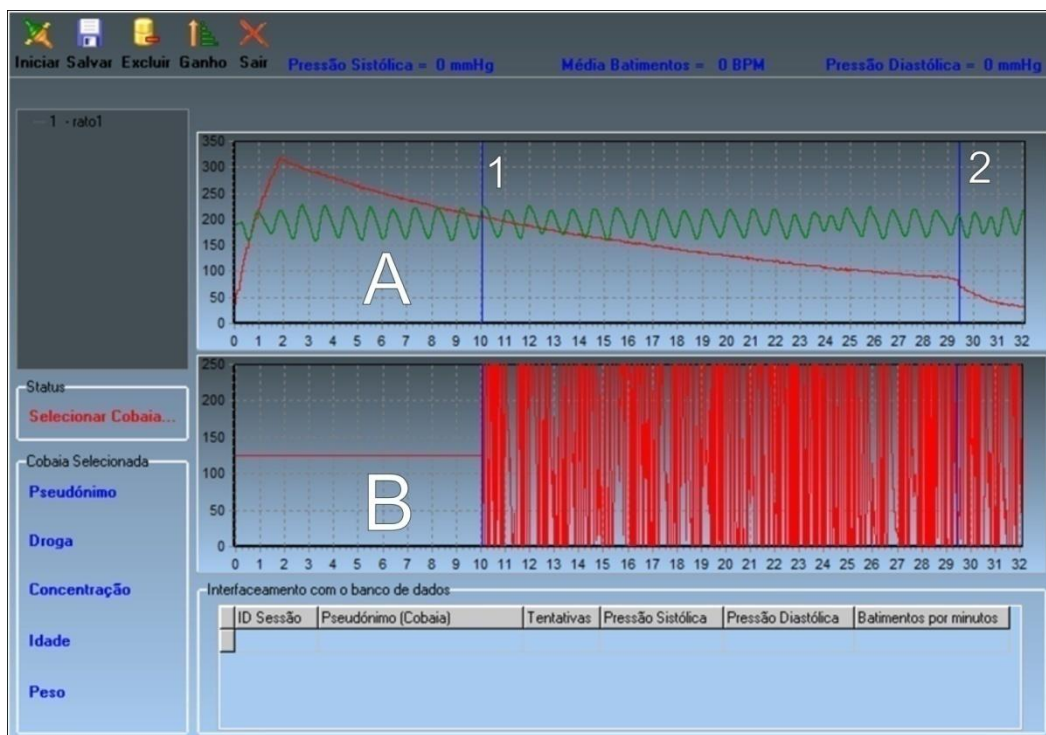 Iniciar Salvar Excluir Ganho Sair
Pressão Sistólica = 0 mmHg Média Batimentos = 0 BPM Pressão Diastólica = 0 mmHg
1 - rato1
350
300
250
200
150
100
50
0
1
2
A
0 1 2 3 4 5 6 7 8 9 10 11 12 13 14 15 16 17 18 19 20 21 22 23 24 25 26 27 28 29 30 31 32
Status
Selecionar Cobaia...
250
200
150
100
50
0
B
0 1 2 3 4 5 6 7 8 9 10 11 12 13 14 15 16 17 18 19 20 21 22 23 24 25 26 27 28 29 30 31 32
Cobaia Selecionada
Pseudónimo
Droga
Concentração
Idade
Peso
Interfaceamento com o banco de dados
ID Sessão Pseudónimo (Cobaia) Tentativas Pressão Sistólica Pressão Diastólica Batimentos por minutos